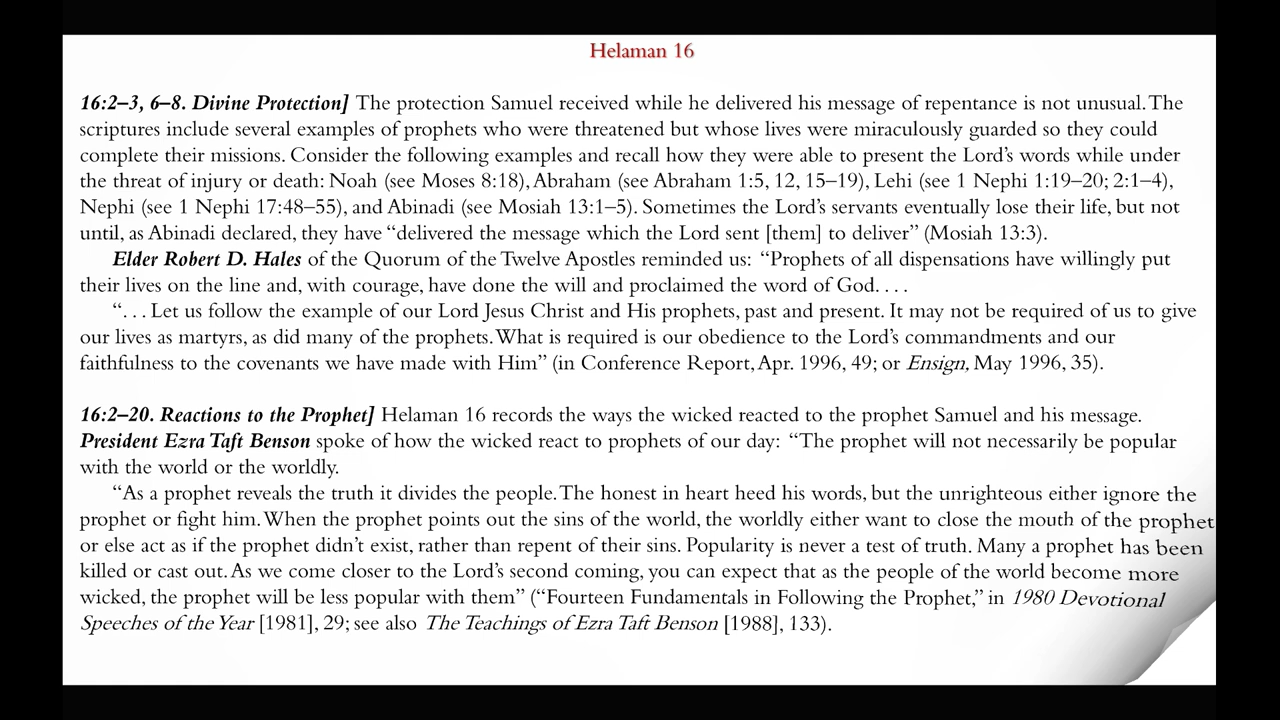 Helaman 16
16:2–3, 6–8. Divine Protection] The protection Samuel received while he delivered his message of repentance is not unusual. The
scriptures include several examples of prophets who were threatened but whose lives were miraculously guarded so they could
complete their missions. Consider the following examples and recall how they were able to present the Lord’s words while under
the threat of injury or death: Noah (see Moses 8:18), Abraham (see Abraham 1:5, 12, 15–19), Lehi (see 1 Nephi 1:19–20; 2:1–4),
Nephi (see 1 Nephi 17:48–55), and Abinadi (see Mosiah 13:1–5). Sometimes the Lord’s servants eventually lose their life, but not
until, as Abinadi declared, they have “delivered the message which the Lord sent [them] to deliver” (Mosiah 13:3).
Elder Robert D. Hales of the Quorum of the Twelve Apostles reminded us: “Prophets of all dispensations have willingly put
their lives on the line and, with courage, have done the will and proclaimed the word of God. . . .
“. . . Let us follow the example of our Lord Jesus Christ and His prophets, past and present. It may not be required of us to give
our lives as martyrs, as did many of the prophets. What is required is our obedience to the Lord’s commandments and our
faithfulness to the covenants we have made with Him” (in Conference Report, Apr. 1996, 49; or Ensign, May 1996, 35).
16:2–20. Reactions to the Prophet] Helaman 16 records the ways the wicked reacted to the prophet Samuel and his message.
President Ezra Taft Benson spoke of how the wicked react to prophets of our day: “The prophet will not necessarily be popular
with the world or the worldly.
“As a prophet reveals the truth it divides the people. The honest in heart heed his words, but the unrighteous either ignore the
prophet or fight him. When the prophet points out the sins of the world, the worldly either want to close the mouth of the prophet
or else act as if the prophet didn’t exist, rather than repent of their sins. Popularity is never a test of truth. Many a prophet has been
killed or cast out. As we come closer to the Lord’s second coming, you can expect that as the people of the world become more
wicked, the prophet will be less popular with them” (“Fourteen Fundamentals in Following the Prophet,” in 1980 Devotional
Speeches of the Year [1981], 29; see also The Teachings of Ezra Taft Benson [1988], 133).